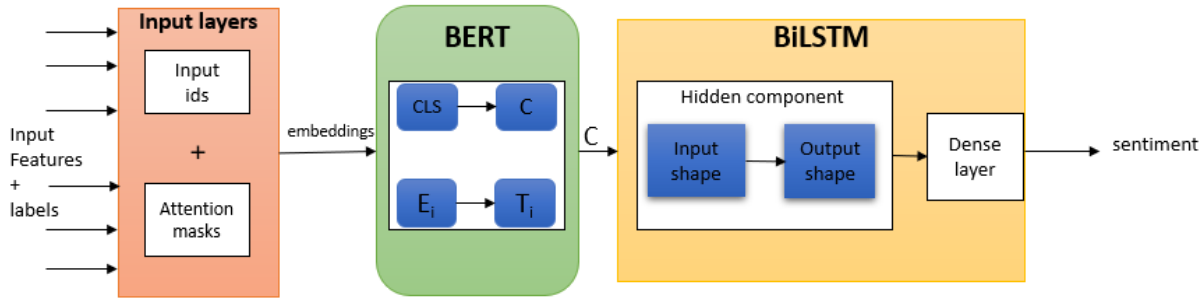 Input layers
Input
ids
+
Attention
masks
Input
Features
+
labels
embeddings
BERT
CLS
C
Ei
Ti
C
BiLSTM
Hidden component
Input
shape
Output
shape
Dense
layer
sentiment